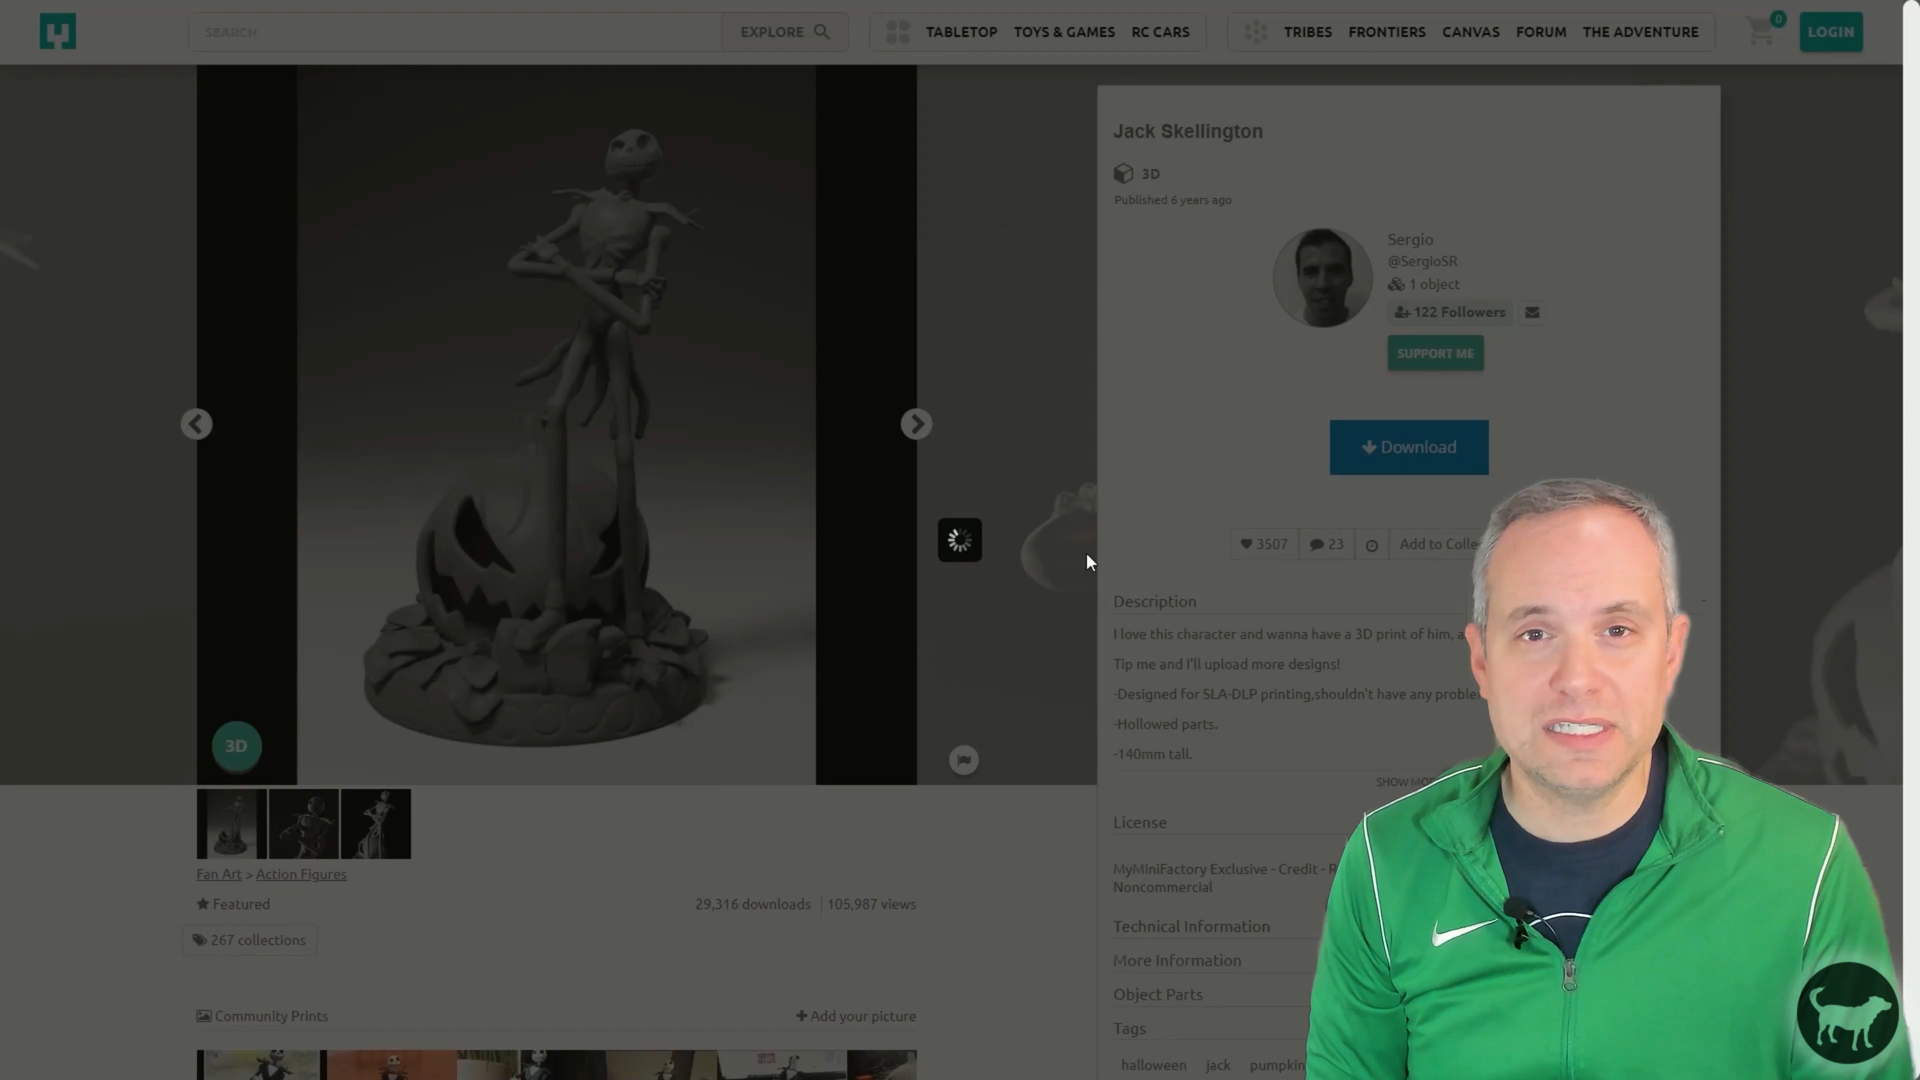 SEARCH
EXPLORE
TABLETOP TOYS & GAMES RC CARS
TRIBES FRONTIERS CANVAS FORUM THE ADVENTURE
0
LOGIN
Jack Skellington
3D
Published 6 years ago
Sergio
@SergioSR
1 object
122 Followers
SUPPORT ME
Download
3507
23
Add to Colle
Description
I love this character and wanna have a 3D print of him, a
Tip me and I'll upload more designs!
-Designed for SLA-DLP printing,shouldn't have any proble
-Hollowed parts.
-140mm tall.
SHOW MO
3D
Fan Art > Action Figures
Featured
29,316 downloads
105,987 views
267 collections
License
MyMiniFactory Exclusive - Credit - R
Noncommercial
Technical Information
More Information
Object Parts
Tags
halloween jack pumpkin
Community Prints
Add your picture